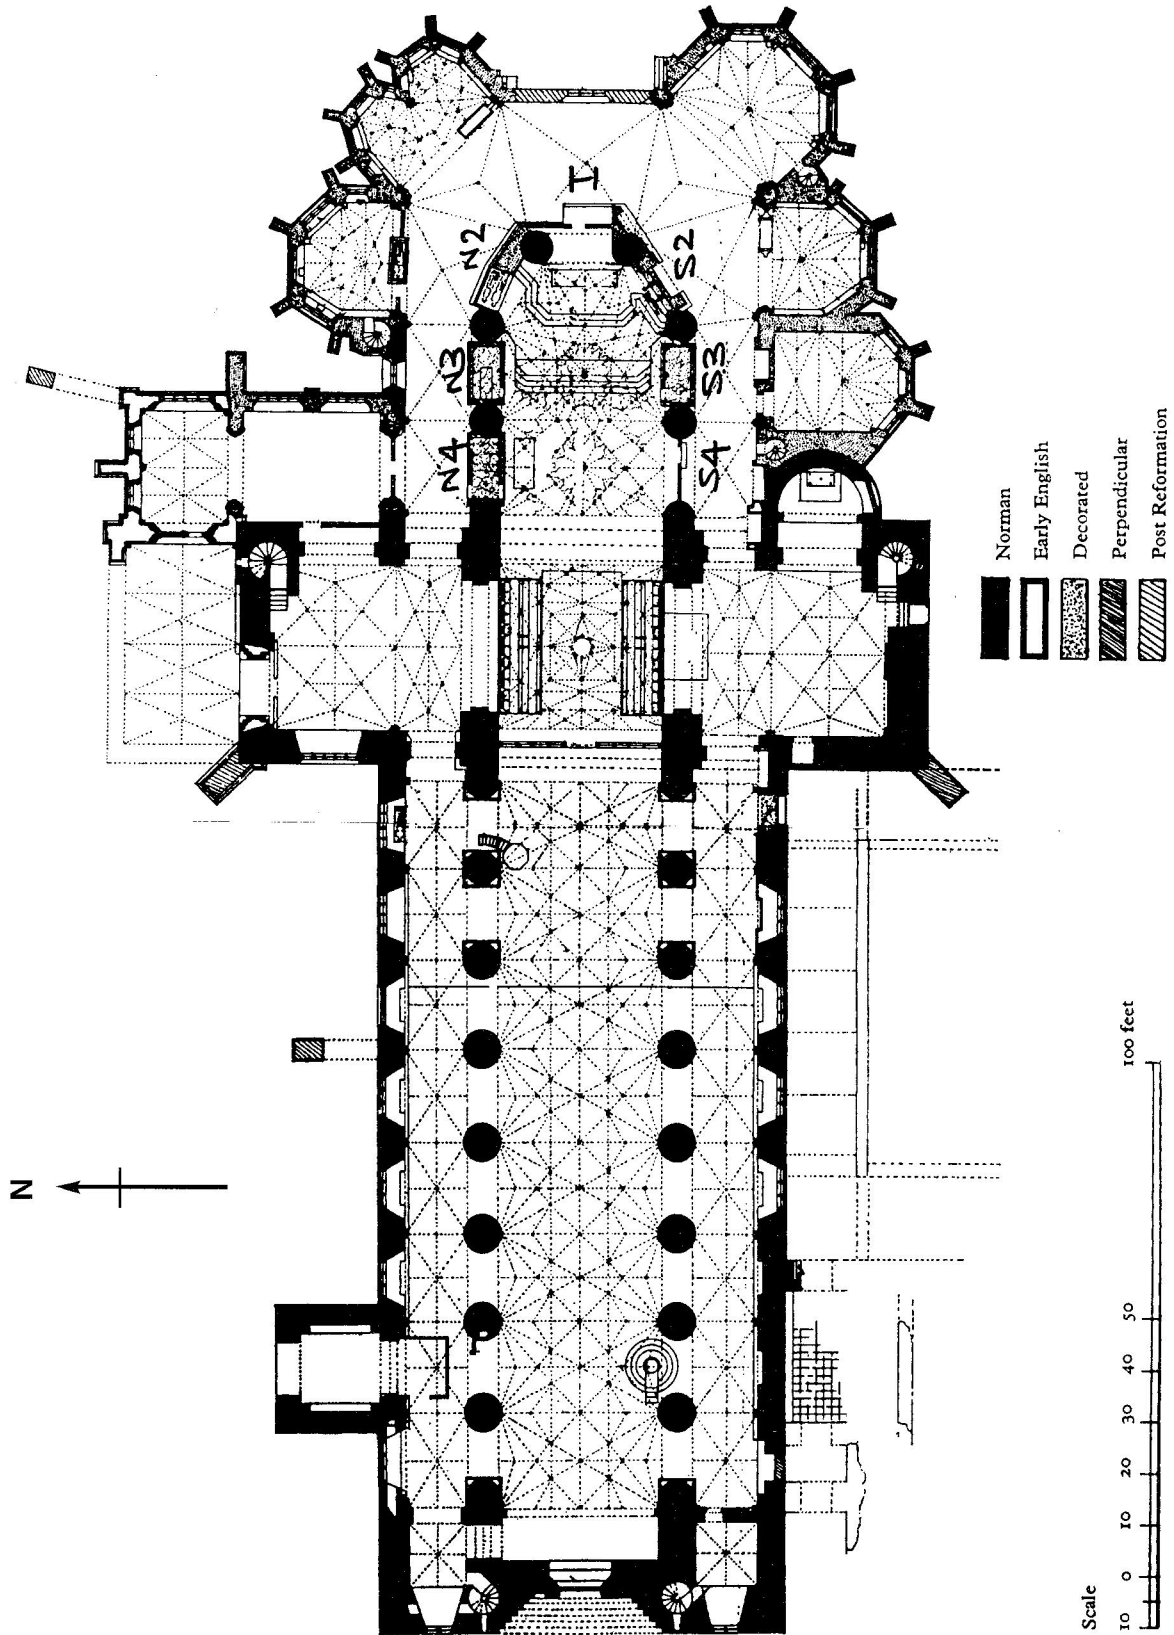 N
I
N2
S2
N3
S3
N4
S4
Norman
Early English
Decorated
Perpendicular
Post Reformation
Scale
10 0 10 20 30 40 50 100 feet